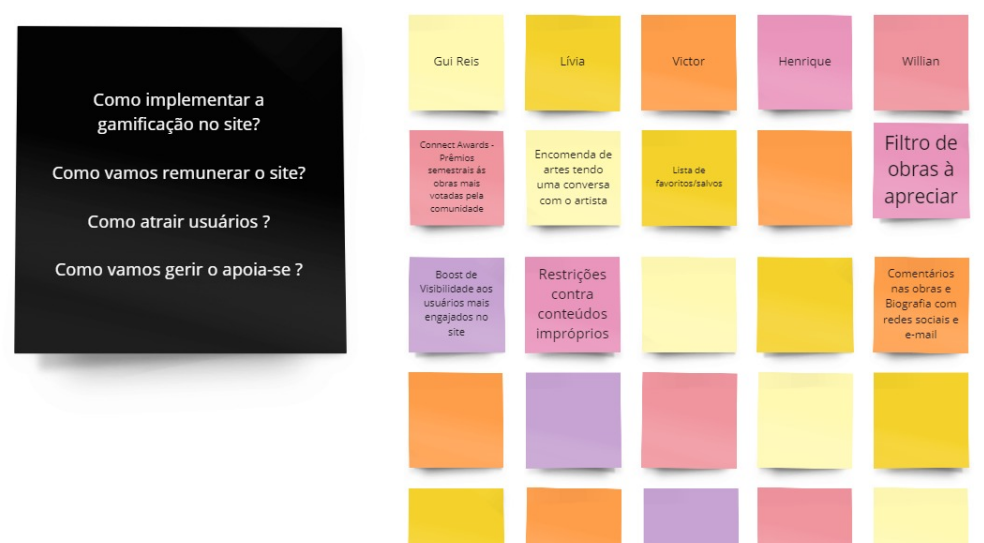 Como implementar a
gamificação no site?
Como vamos remunerar o site?
Como atrair usuários ?
Como vamos gerir o apoia-se ?
Gui Reis
Lívia
Victor
Henrique
Willian
Connect Awards -
Prêmios
semestrais ás
obras mais
votadas pela
comunidade
Encomenda de
artes tendo
uma conversa
com o artista
Lista de
favoritos/salvos
Filtro de
obras à
apreciar
Boost de
Visibilidade aos
usuários mais
engajados no
site
Restrições
contra
conteúdos
impróprios
Comentários
nas obras e
Biografia com
redes sociais e
e-mail